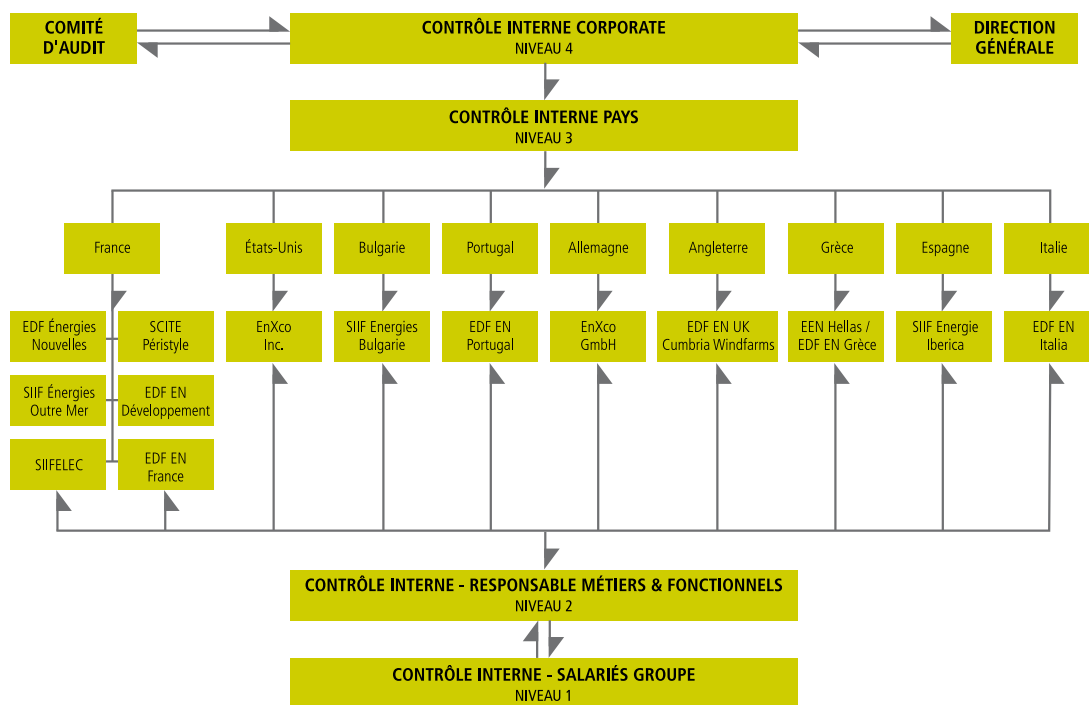 COMITÉ
D'AUDIT
CONTRÔLE INTERNE CORPORATE
NIVEAU 4
DIRECTION
GÉNÉRALE
CONTRÔLE INTERNE PAYS
NIVEAU 3
France
États-Unis
Bulgarie
Portugal
Allemagne
Angleterre
Grèce
Espagne
Italie
EDF Énergies
Nouvelles
SCITE
Péristyle
EnXco
Inc.
SIIF Energies
Bulgarie
EDF EN
Portugal
EnXco
GmbH
EDF EN UK
Cumbria Windfarms
EEN Hellas /
EDF EN Grèce
SIIF Energie
Iberica
EDF EN
Italia
SIIF Énergies
Outre Mer
EDF EN
Développement
SIIFELEC
EDF EN
France
CONTRÔLE INTERNE - RESPONSABLE MÉTIERS & FONCTIONNELS
NIVEAU 2
CONTRÔLE INTERNE - SALARIÉS GROUPE
NIVEAU 1